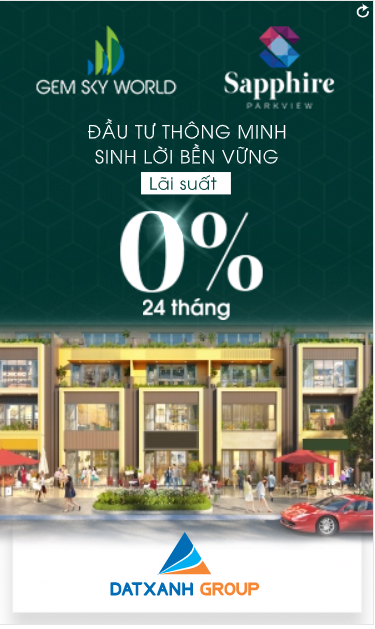 GEM SKY WORLD
Sapphire
PARKVIEW
ĐẦU TƯ THÔNG MINH
SINH LỜI BỀN VỮNG
Lãi suất
0%
24 tháng
DATXANH GROUP